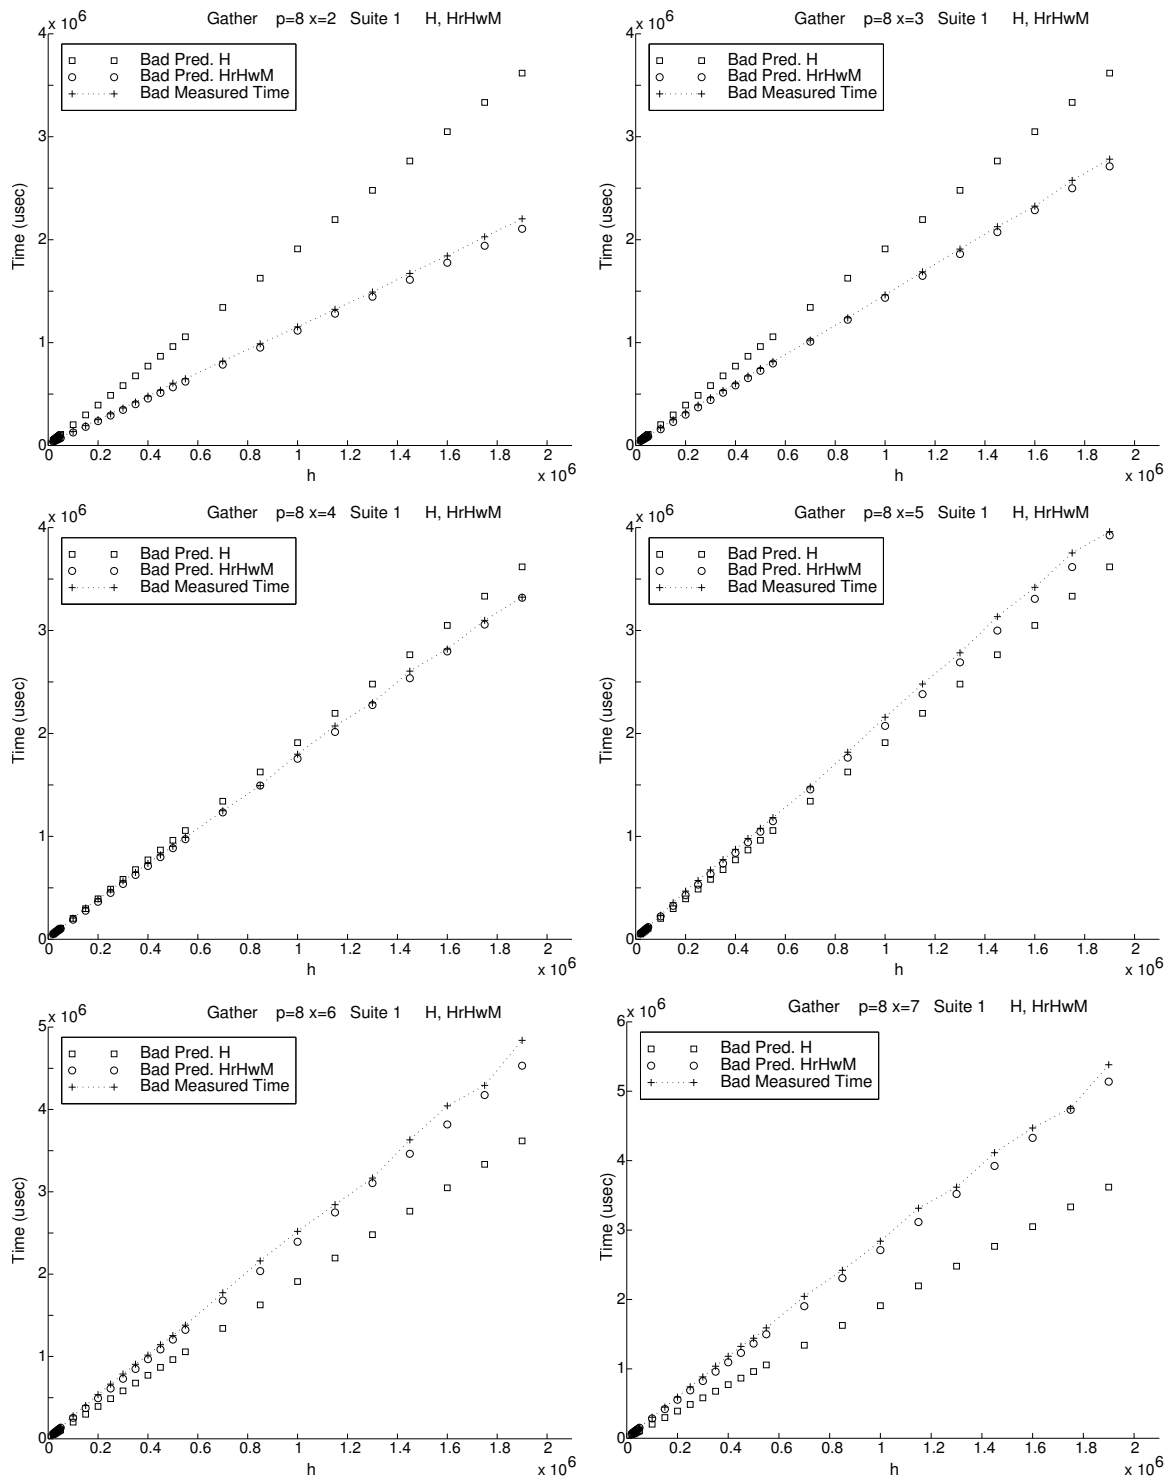 Gather p=8 x=2 Suite 1 H, HrHwM
x 10^6
Bad Pred. H
Bad Pred. HrHwM
Bad Measured Time
4
3
2
1
0
Time (usec)
0 0.2 0.4 0.6 0.8 1 1.2 1.4 1.6 1.8 2
h
x 10^6
Gather p=8 x=3 Suite 1 H, HrHwM
x 10^6
Bad Pred. H
Bad Pred. HrHwM
Bad Measured Time
4
3
2
1
0
Time (usec)
0 0.2 0.4 0.6 0.8 1 1.2 1.4 1.6 1.8 2
h
x 10^6
Gather p=8 x=4 Suite 1 H, HrHwM
x 10^6
Bad Pred. H
Bad Pred. HrHwM
Bad Measured Time
4
3
2
1
0
Time (usec)
0 0.2 0.4 0.6 0.8 1 1.2 1.4 1.6 1.8 2
h
x 10^6
Gather p=8 x=5 Suite 1 H, HrHwM
x 10^6
Bad Pred. H
Bad Pred. HrHwM
Bad Measured Time
4
3
2
1
0
Time (usec)
0 0.2 0.4 0.6 0.8 1 1.2 1.4 1.6 1.8 2
h
x 10^6
Gather p=8 x=6 Suite 1 H, HrHwM
x 10^6
Bad Pred. H
Bad Pred. HrHwM
Bad Measured Time
5
4
3
2
1
0
Time (usec)
0 0.2 0.4 0.6 0.8 1 1.2 1.4 1.6 1.8 2
h
x 10^6
Gather p=8 x=7 Suite 1 H, HrHwM
x 10^6
Bad Pred. H
Bad Pred. HrHwM
Bad Measured Time
6
5
4
3
2
1
0
Time (usec)
0 0.2 0.4 0.6 0.8 1 1.2 1.4 1.6 1.8 2
h
x 10^6